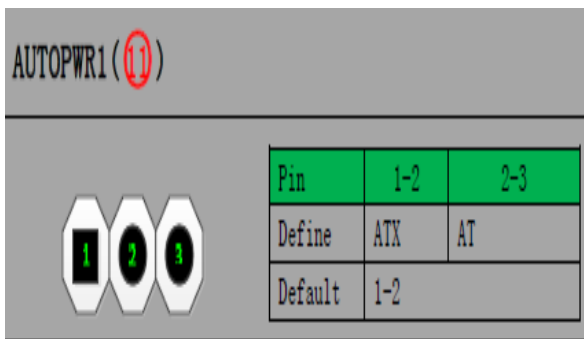 AUTOPWR1(11)
Pin 1-2 2-3
1 2 3
Define ATX AT
Default 1-2